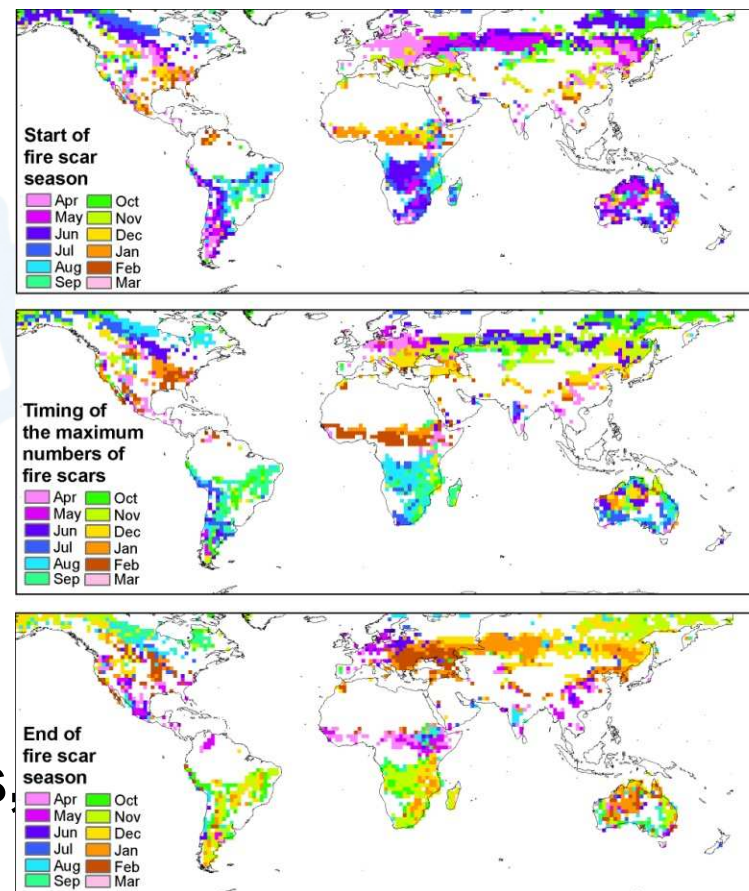 Start of
fire scar
season
Apr Oct
May Nov
Jun Dec
Jul Jan
Aug Feb
Sep Mar
Timing of
the maximum
numbers of
fire scars
Apr Oct
May Nov
Jun Dec
Jul Jan
Aug Feb
Sep Mar
End of
fire scar
season
Apr Oct
May Nov
Jun Dec
Jul Jan
Aug Feb
Sep Mar
s,